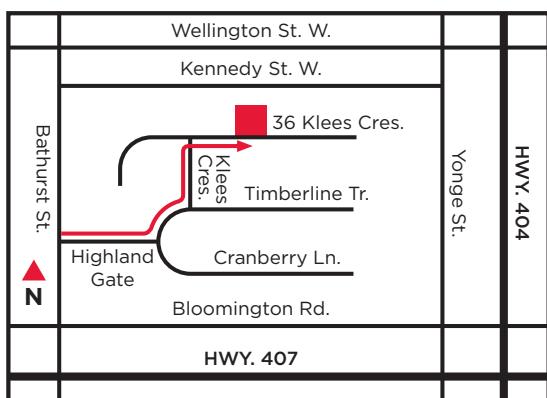 Wellington St. W.
Kennedy St. W.
36 Klees Cres.
Bathurst St.
Klees
Cres.
Yonge St.
HWY. 404
Timberline Tr.
Highland
Gate
Cranberry Ln.
N
Bloomington Rd.
HWY. 407